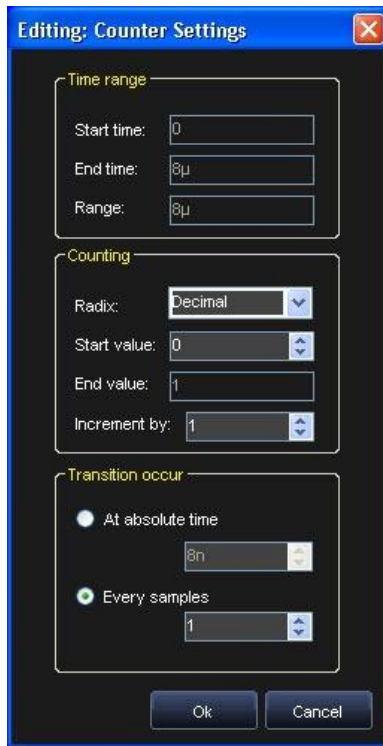 Editing: Counter Settings
Time range
Start time: 0
End time: 8µ
Range: 8µ
Counting
Radix: Decimal
Start value: 0
End value: 1
Increment by: 1
Transition occur
At absolute time
8n
Every samples
1
Ok Cancel